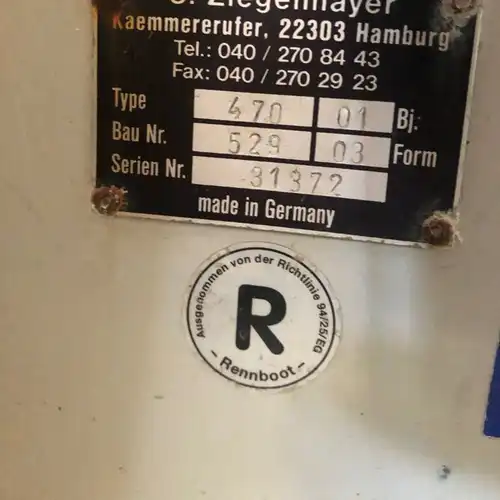 Ziegelmayer
Kaemmererufer, 22303 Hamburg
Tel.: 040 / 270 84 43
Fax: 040 / 270 29 23
Type 470 01 Bj.:
Bau Nr. 529 03 Form
Serien Nr. 31372
made in Germany
Ausgenommen von der Richtlinie 94/25/EG
R
- Rennboot -